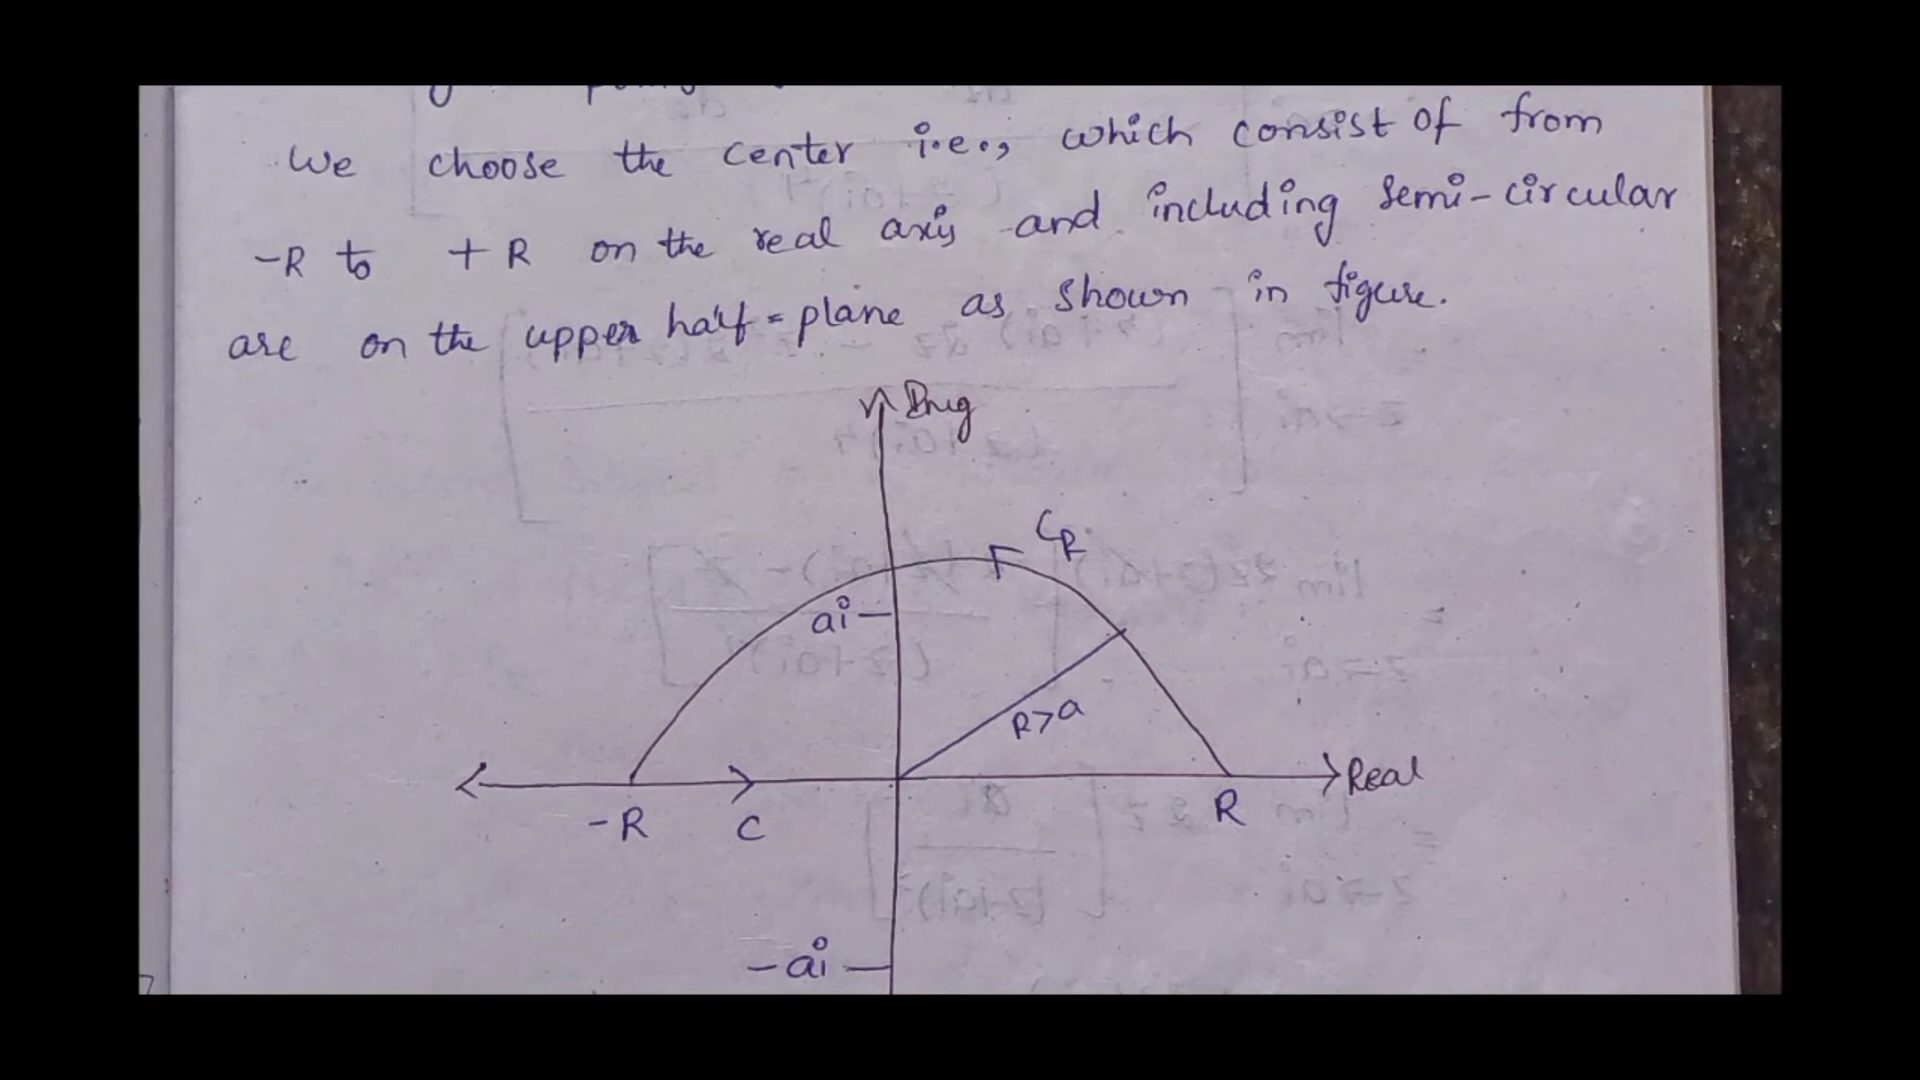 We choose the center i.e., which consist of from
-R to +R on the real axis and including semi-circular
are on the upper half-plane as shown in figure.
Imig
CR
ai
R>a
Real
-R C R
-ai